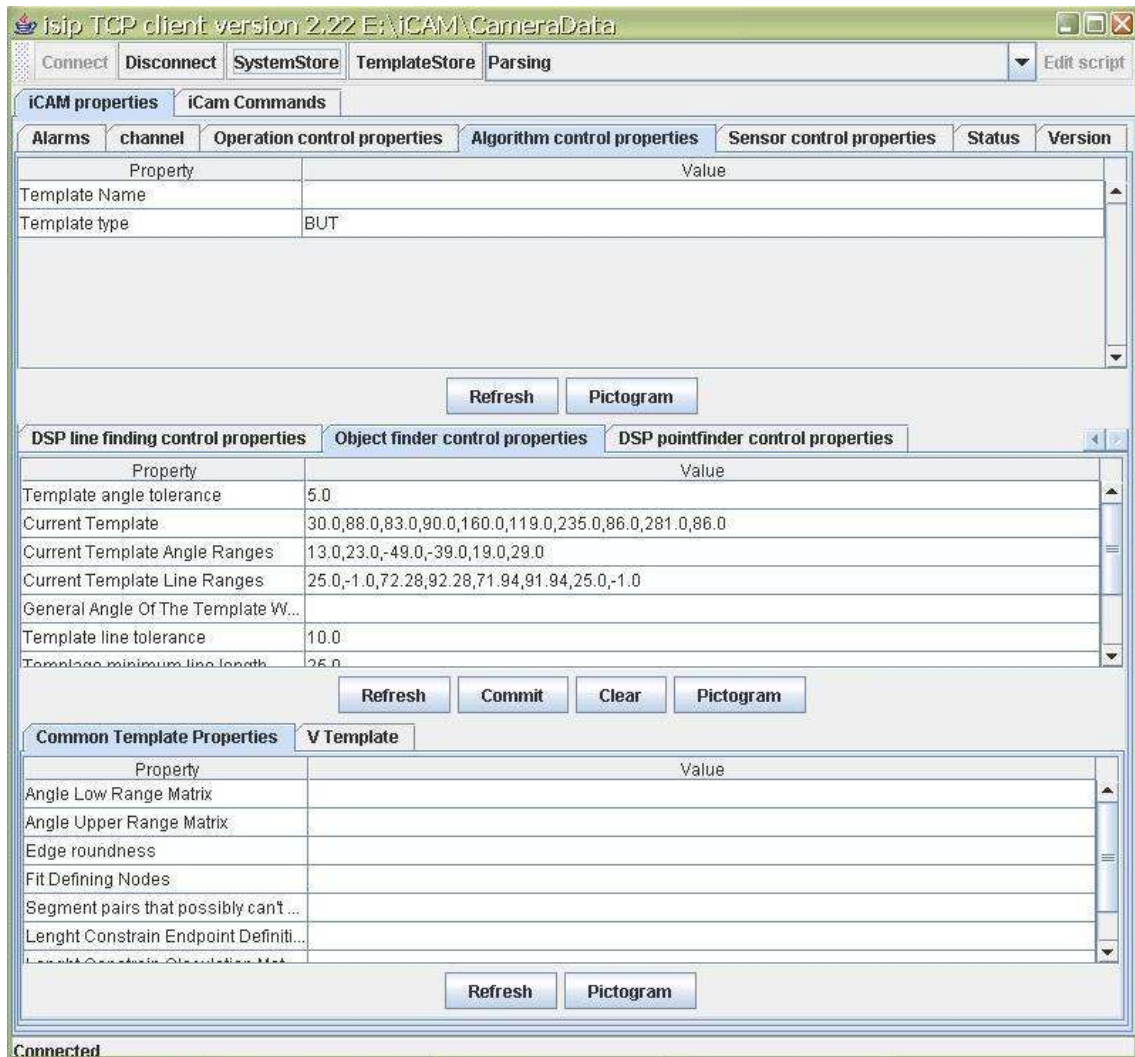 isip TCP client version 2.22 E:\iCAM\CameraData
Connect Disconnect SystemStore TemplateStore Parsing Edit script
iCAM properties iCam Commands
Alarms channel Operation control properties Algorithm control properties Sensor control properties Status Version
Property Value
Template Name
Template type BUT
Refresh Pictogram
DSP line finding control properties Object finder control properties DSP pointfinder control properties
Property Value
Template angle tolerance 5.0
Current Template 30.0,88.0,83.0,90.0,160.0,119.0,235.0,86.0,281.0,86.0
Current Template Angle Ranges 13.0,23.0,-49.0,-39.0,19.0,29.0
Current Template Line Ranges 25.0,-1.0,72.28,92.28,71.94,91.94,25.0,-1.0
General Angle Of The Template W...
Template line tolerance 10.0
Templage minimum line length 25.0
Refresh Commit Clear Pictogram
Common Template Properties V Template
Property Value
Angle Low Range Matrix
Angle Upper Range Matrix
Edge roundness
Fit Defining Nodes
Segment pairs that possibly can't ...
Lenght Constrain Endpoint Definiti...
Lenght Constrain
Refresh Pictogram
Connected